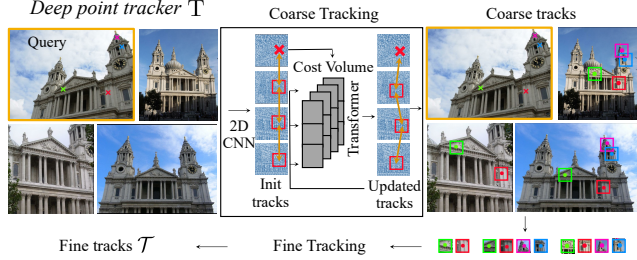 Deep point tracker 𝕋
Coarse Tracking
Coarse tracks
Query
2D
CNN
Cost Volume
Transformer
Init
tracks
Updated
tracks
Fine tracks 𝒯
Fine Tracking